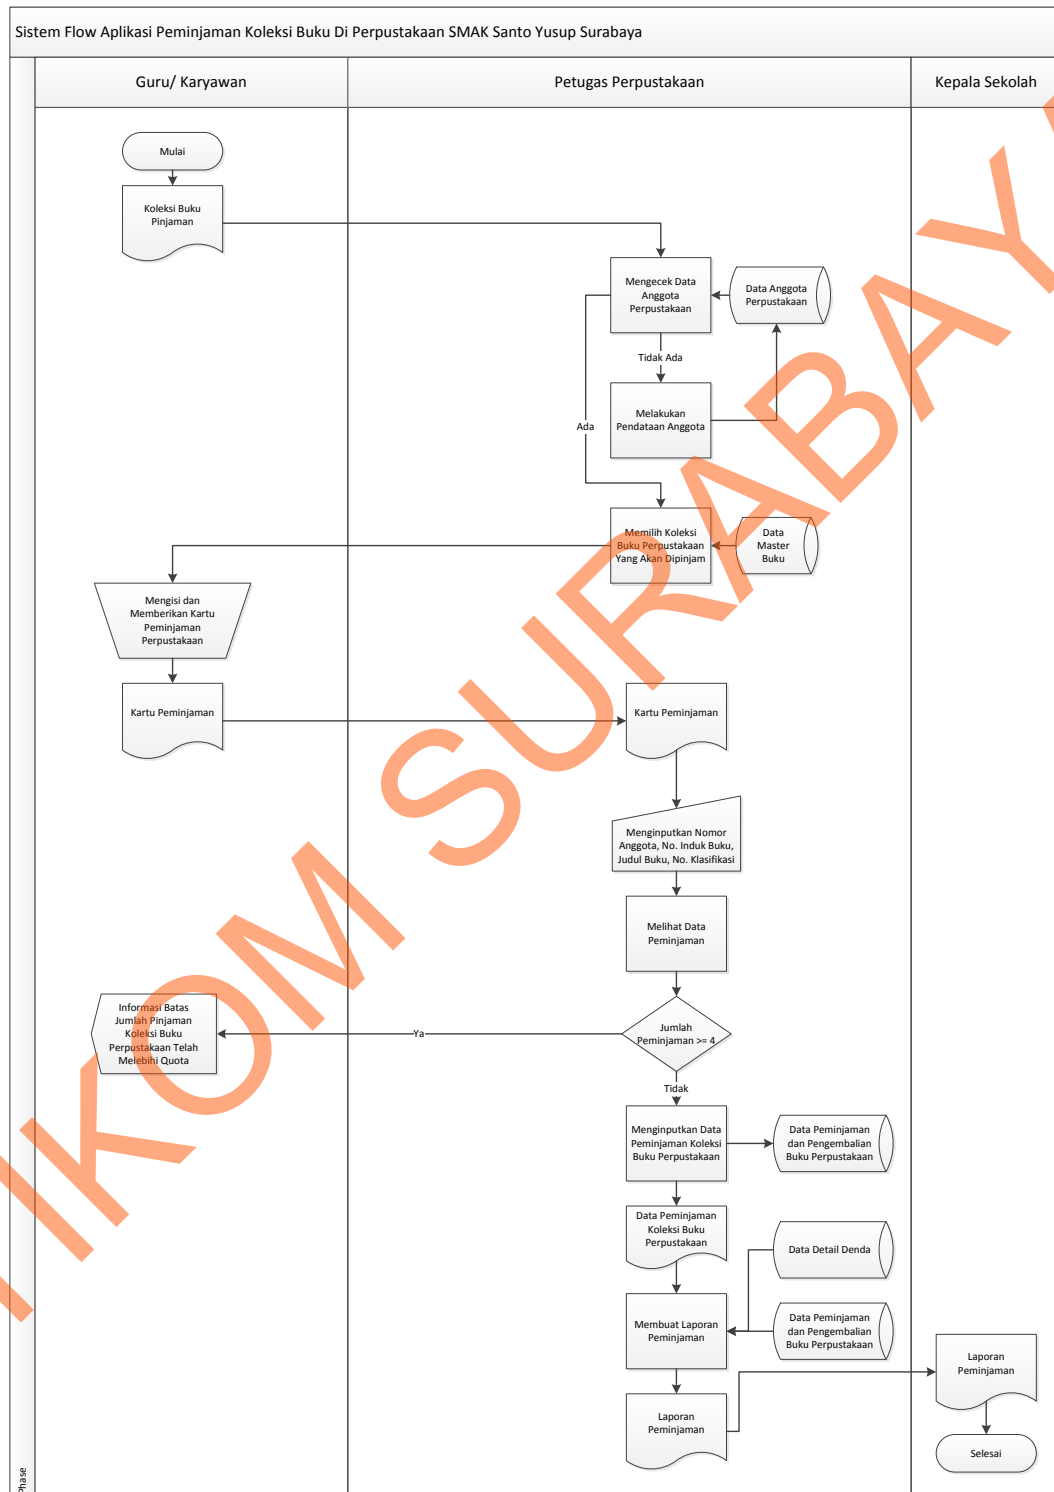 Sistem Flow Aplikasi Peminjaman Koleksi Buku Di Perpustakaan SMAK Santo Yusup Surabaya
Guru/ Karyawan
Petugas Perpustakaan
Kepala Sekolah
Mulai
Koleksi Buku
Pinjaman
Mengecek Data
Anggota
Perpustakaan
Data Anggota
Perpustakaan
Tidak Ada
Melakukan
Pendataan Anggota
Ada
Memilih Koleksi
Buku Perpustakaan
Yang Akan Dipinjam
Data
Master
Buku
Mengisi dan
Memberikan Kartu
Peminjaman
Perpustakaan
Kartu Peminjaman
Kartu Peminjaman
Menginputkan Nomor
Anggota, No. Induk Buku,
Judul Buku, No. Klasifikasi
Melihat Data
Peminjaman
Jumlah
Peminjaman >= 4
Ya
Informasi Batas
Jumlah Pinjaman
Koleksi Buku
Perpustakaan Telah
Melebihi Quota
Tidak
Menginputkan Data
Peminjaman Koleksi
Buku Perpustakaan
Data Peminjaman
dan Pengembalian
Buku Perpustakaan
Data Peminjaman
Koleksi Buku
Perpustakaan
Data Detail Denda
Membuat Laporan
Peminjaman
Data Peminjaman
dan Pengembalian
Buku Perpustakaan
Laporan
Peminjaman
Laporan
Peminjaman
Selesai
Phase
IKOM SURABAY